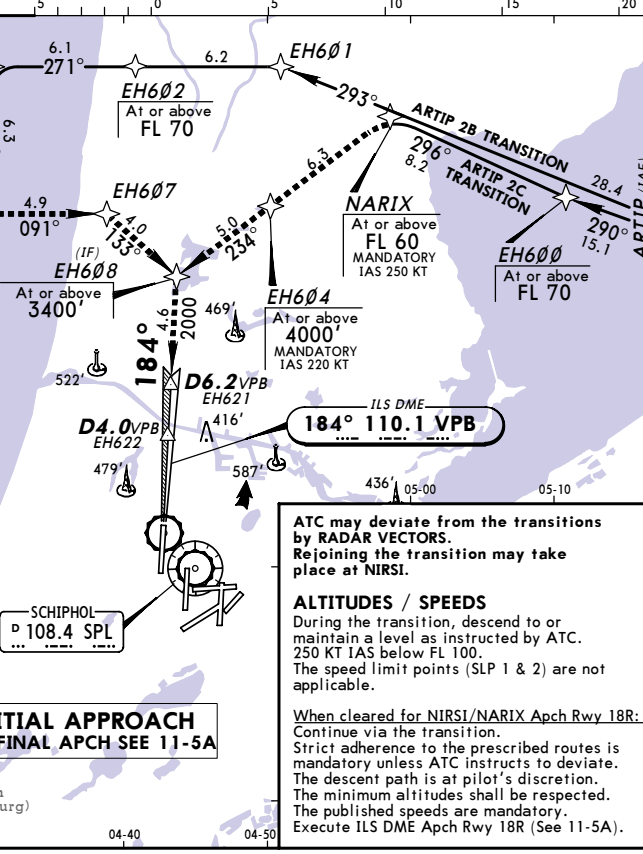 5 0 5 10 15 20
6.1
271°
6.2
EH6Ø1
EH6Ø2
At or above
FL 70
293°
ARTIP 2B TRANSITION
28.4
296°
8.2
ARTIP 2C
TRANSITION
6.3
6.3
NARIX
At or above
FL 60
MANDATORY
IAS 250 KT
EH6ØØ
At or above
FL 70
290°
15.1
ARTIP (IAF)
4.9
091°
EH6Ø7
4.0
133°
5.0
234°
(IF)
EH6Ø8
At or above
3400'
EH6Ø4
At or above
4000'
MANDATORY
IAS 220 KT
184°
4.6
2000
469'
522'
D6.2VPB
EH621
D4.0VPB
EH622
416'
ILS DME
184° 110.1 VPB
479'
587'
436'
05-00
05-10
SCHIPHOL
D 108.4 SPL
ITIAL APPROACH
FINAL APCH SEE 11-5A
n
urg)
04-40
04-50
ATC may deviate from the transitions
by RADAR VECTORS.
Rejoining the transition may take
place at NIRSI.
ALTITUDES / SPEEDS
During the transition, descend to or
maintain a level as instructed by ATC.
250 KT IAS below FL 100.
The speed limit points (SLP 1 & 2) are not
applicable.
When cleared for NIRSI/NARIX Apch Rwy 18R:
Continue via the transition.
Strict adherence to the prescribed routes is
mandatory unless ATC instructs to deviate.
The descent path is at pilot's discretion.
The minimum altitudes shall be respected.
The published speeds are mandatory.
Execute ILS DME Apch Rwy 18R (See 11-5A).